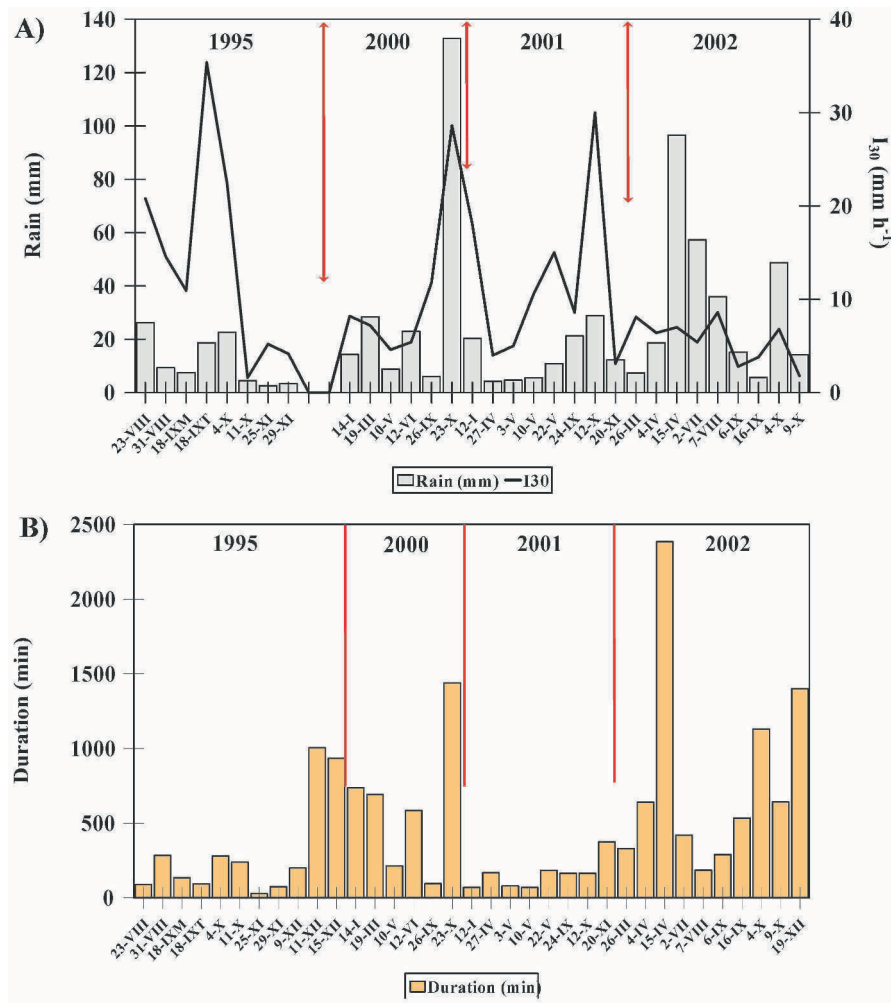 A)
1995 2000 2001 2002
140 120 100 80 60 40 20 0
Rain (mm)
40 30 20 10 0
I30 (mm h-1)
23-VIII 31-VIII 18-IXM 18-IXT 4-X 11-X 25-XI 29-XI 14-I 19-III 10-V 12-VI 26-IX 23-X 12-I 27-IV 3-V 10-V 22-V 24-IX 12-X 20-XI 26-III 4-IV 15-IV 2-VII 7-VIII 6-IX 16-IX 4-X 9-X
Rain (mm) I30
B)
1995 2000 2001 2002
2500 2000 1500 1000 500 0
Duration (min)
23-VIII 31-VIII 18-IXM 18-IXT 4-X 11-X 25-XI 29-XI 9-XII 11-XII 15-XII 14-I 19-III 10-V 12-VI 26-IX 23-X 12-I 27-IV 3-V 10-V 22-V 24-IX 12-X 20-XI 26-III 4-IV 15-IV 2-VII 7-VIII 6-IX 16-IX 4-X 9-X 19-XII
Duration (min)